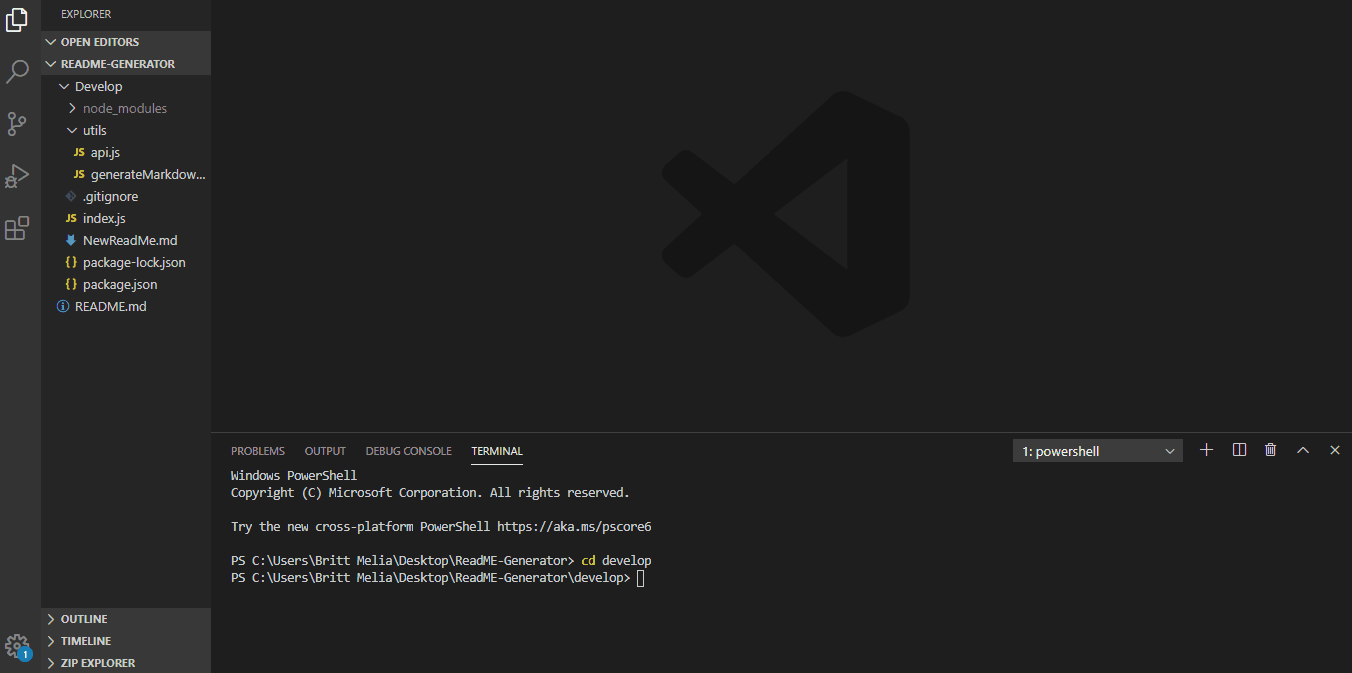 EXPLORER
OPEN EDITORS
README-GENERATOR
Develop
node_modules
utils
JS api.js
JS generateMarkdow...
.gitignore
JS index.js
NewReadMe.md
{} package-lock.json
{} package.json
README.md
OUTLINE
TIMELINE
ZIP EXPLORER
1
PROBLEMS OUTPUT DEBUG CONSOLE TERMINAL 1: powershell
Windows PowerShell
Copyright (C) Microsoft Corporation. All rights reserved.
Try the new cross-platform PowerShell https://aka.ms/pscore6
PS C:\Users\Britt Melia\Desktop\ReadME-Generator> cd develop
PS C:\Users\Britt Melia\Desktop\ReadME-Generator\develop>